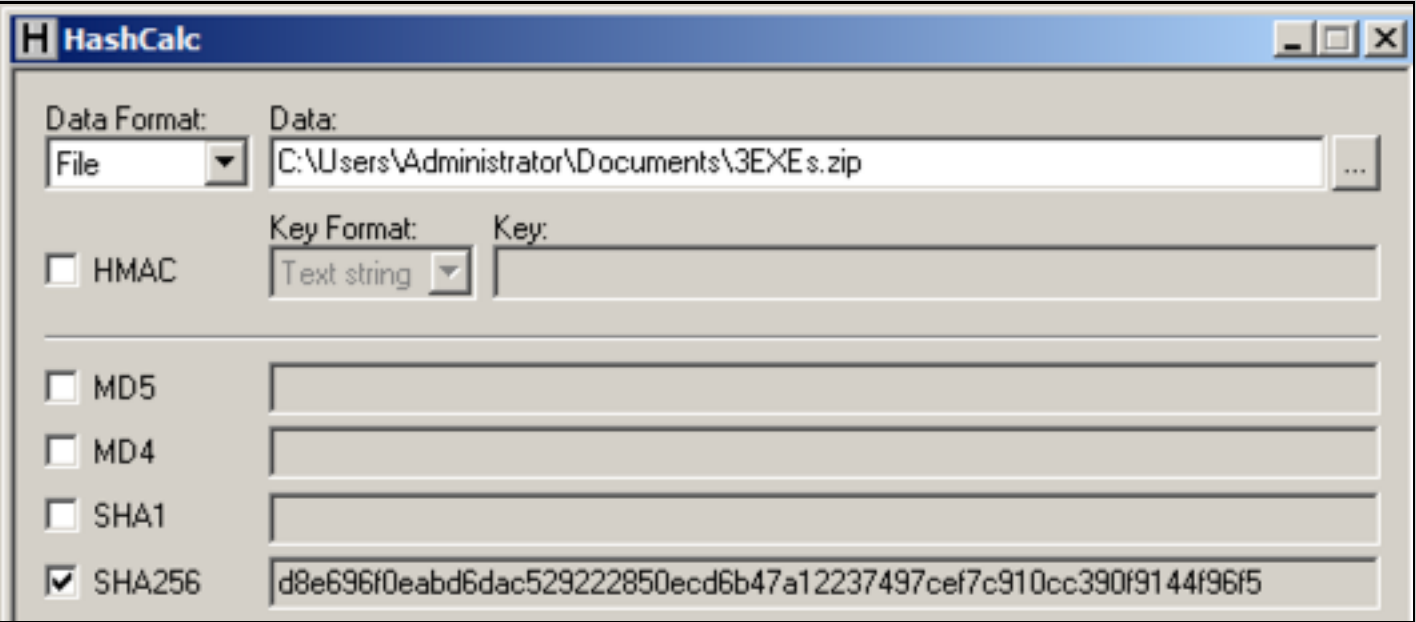 H HashCalc
Data Format: Data:
File C:\Users\Administrator\Documents\3EXEs.zip ...
Key Format: Key:
HMAC Text string
MD5
MD4
SHA1
SHA256 d8e696f0eabd6dac529222850ecd6b47a12237497cef7c910cc390f9144f96f5